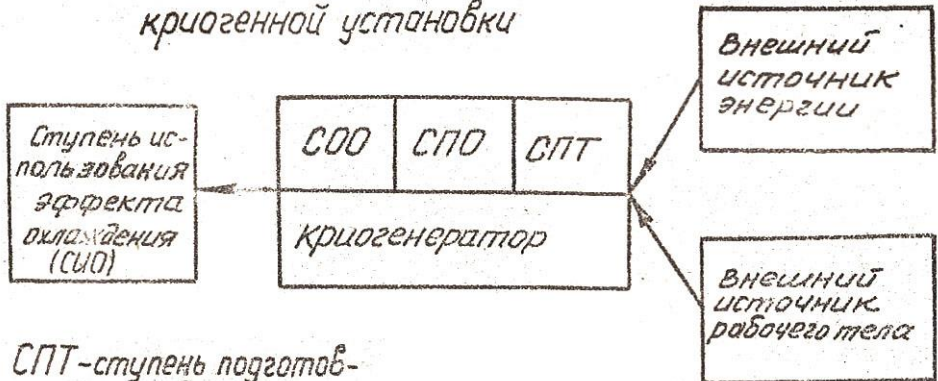 криогенной установки
Внешний
источник
энергии
Ступень ис-
пользования
эффекта
охлаждения
(СИО)
СОО СПО СПТ
криогенератор
внешний
источник
рабочего тела
СПТ-ступень подготов-